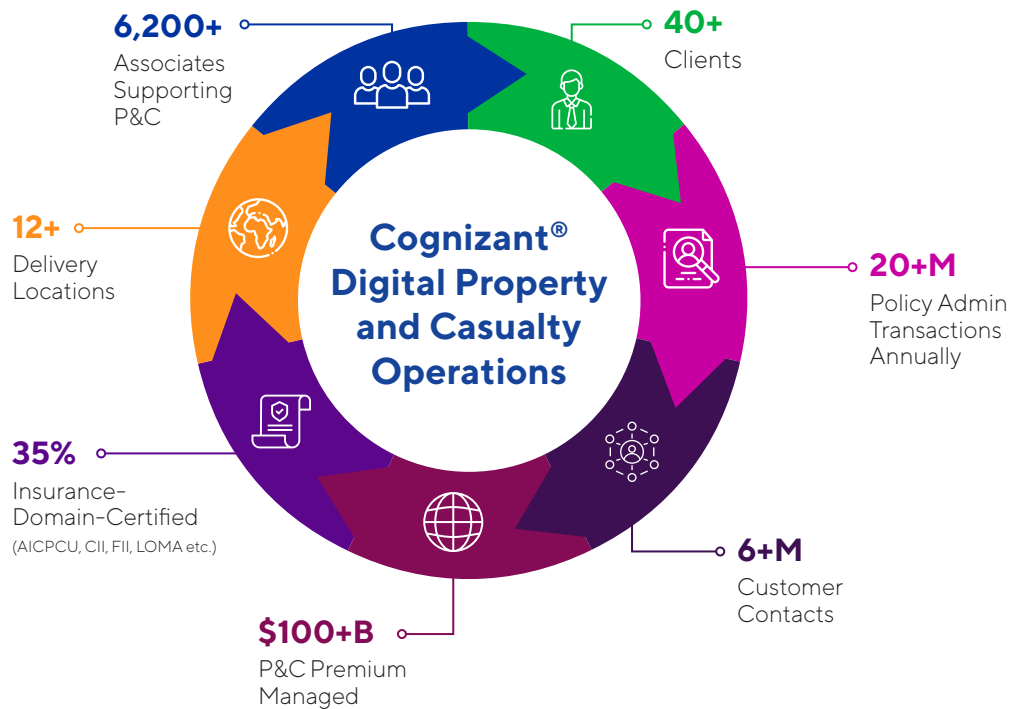 6,200+
Associates
Supporting
P&C
40+
Clients
12+
Delivery
Locations
Cognizant®
Digital Property
and Casualty
Operations
20+M
Policy Admin
Transactions
Annually
35%
Insurance-
Domain-Certified
(AICPCU, CII, FII, LOMA etc.)
6+M
Customer
Contacts
$100+B
P&C Premium
Managed